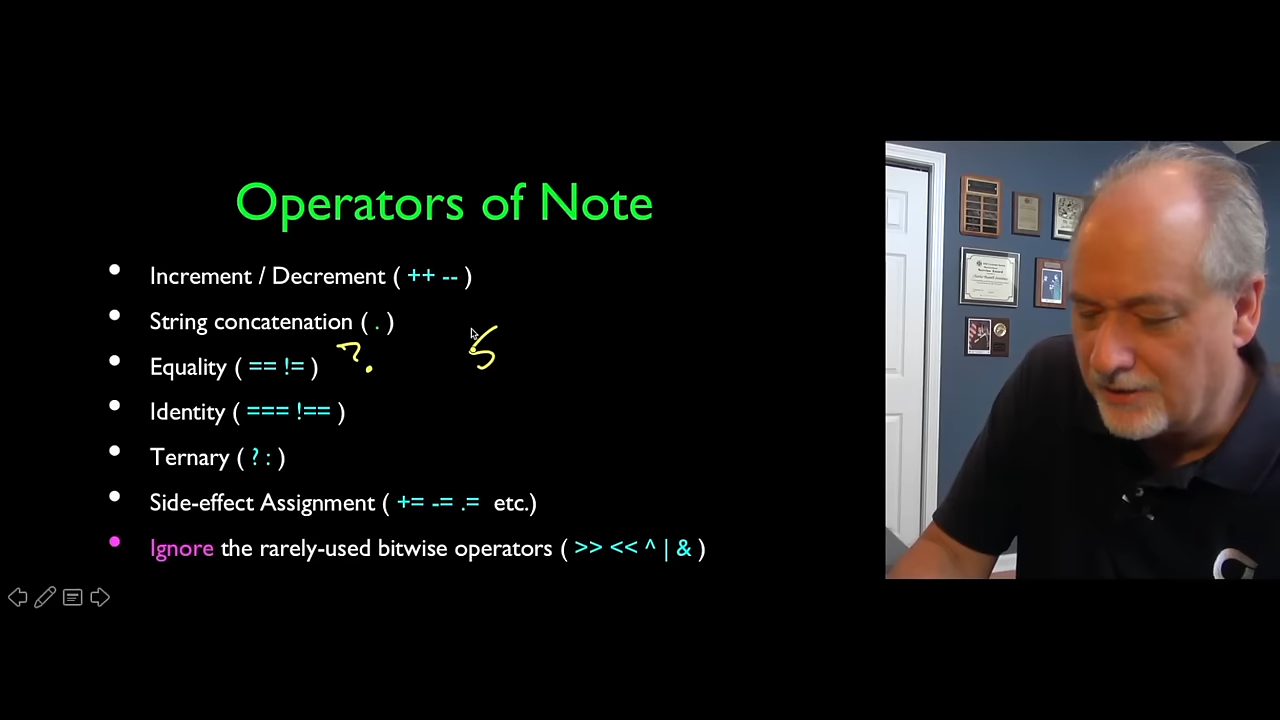 Operators of Note
Increment / Decrement ( ++ -- )
String concatenation ( . )
Equality ( == != ) ?
5
Identity ( === !== )
Ternary ( ? : )
Side-effect Assignment ( += -= .= etc.)
Ignore the rarely-used bitwise operators ( >> << ^ | & )